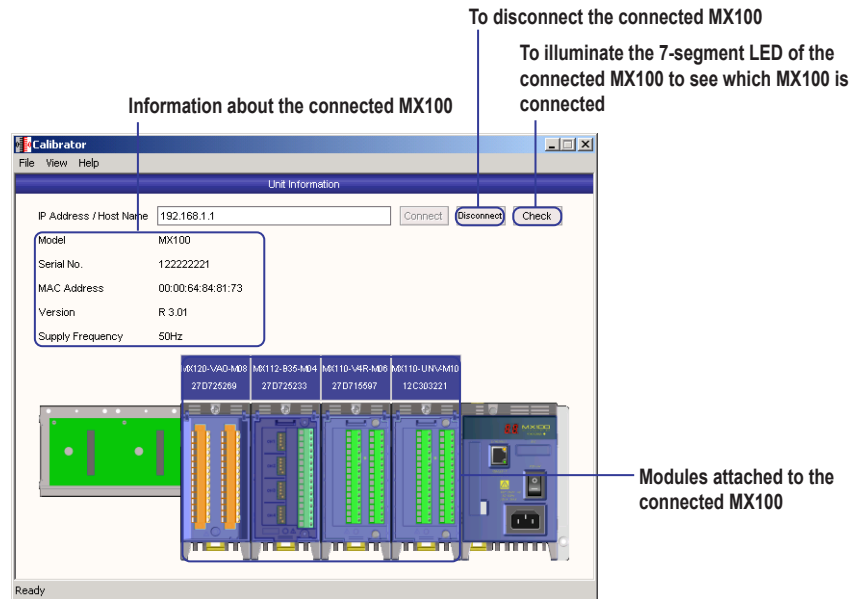 To disconnect the connected MX100
To illuminate the 7-segment LED of the
connected MX100 to see which MX100 is
connected
Information about the connected MX100
Calibrator
File View Help
Unit Information
IP Address / Host Name 192.168.1.1 Connect Disconnect Check
Model MX100
Serial No. 122222221
MAC Address 00:00:64:84:81:73
Version R 3.01
Supply Frequency 50Hz
MX120-VAO-M08 MX112-B35-M04 MX110-V4R-M06 MX110-UNV-M10
27D725269 27D725233 27D715597 12C303221
MX100
Modules attached to the
connected MX100
Ready